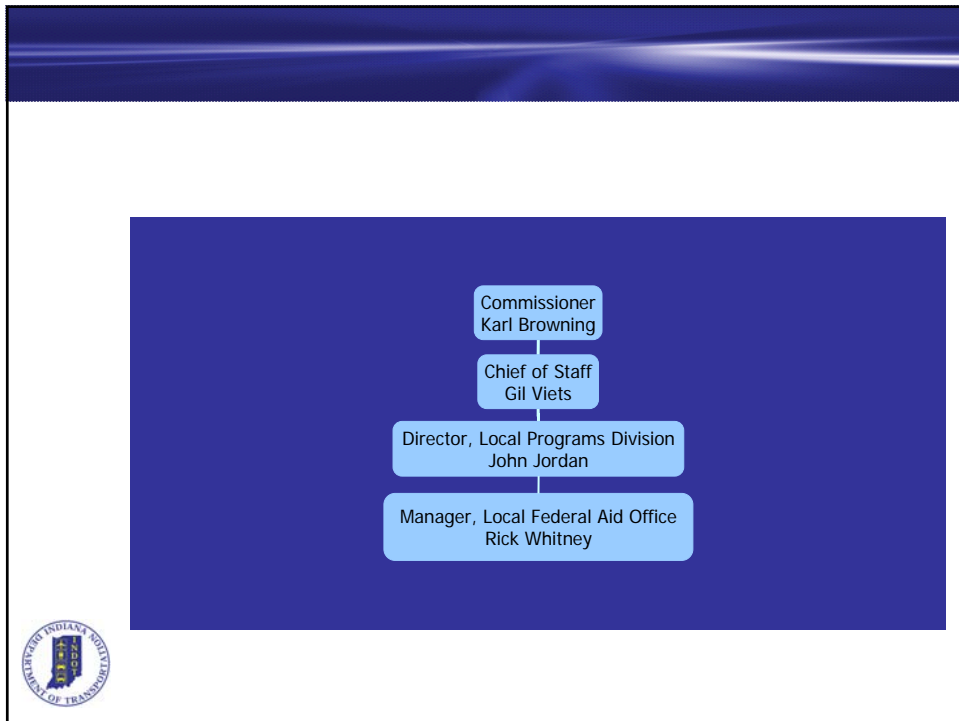 Commissioner
Karl Browning
Chief of Staff
Gil Viets
Director, Local Programs Division
John Jordan
Manager, Local Federal Aid Office
Rick Whitney
INDIANA
DEPARTMENT OF TRANSPORTATION
INDOT